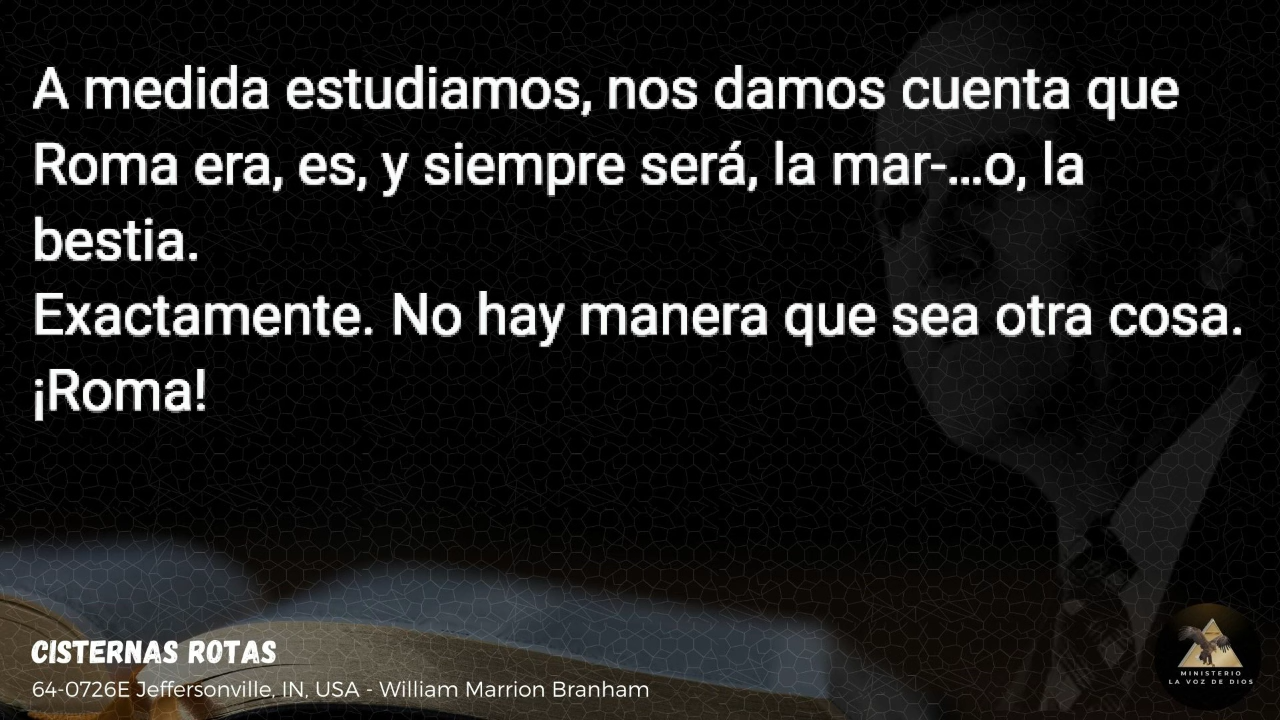 A medida estudiamos, nos damos cuenta que
Roma era, es, y siempre será, la mar-...o, la
bestia.
Exactamente. No hay manera que sea otra cosa.
¡Roma!
CISTERNAS ROTAS
64-0726E Jeffersonville, IN, USA - William Marrion Branham
MINISTERIO
LA VOZ DE DIOS